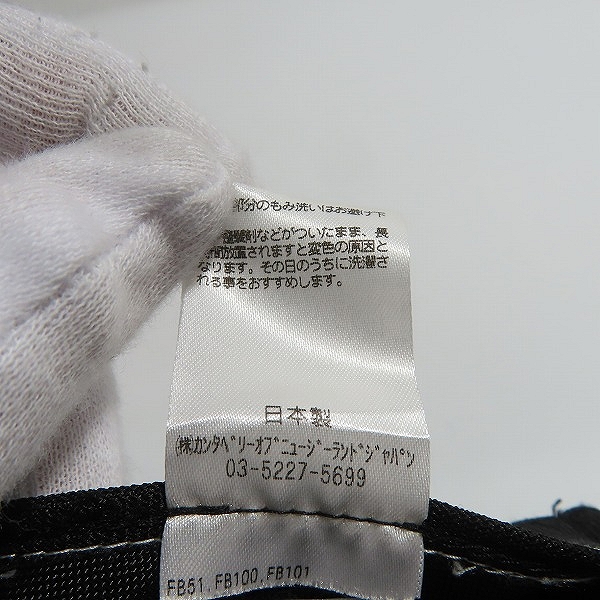 部分のもみ洗いはお避け下
種製剤などがついたまま、長
時間放置されますと変色の原因と
なります。その日のうちに洗濯さ
れる事をおすすめします。
日本製
(株)カンタベリーオブニュージーランドジャパン
03-5227-5699
FB51.FB100.FB101